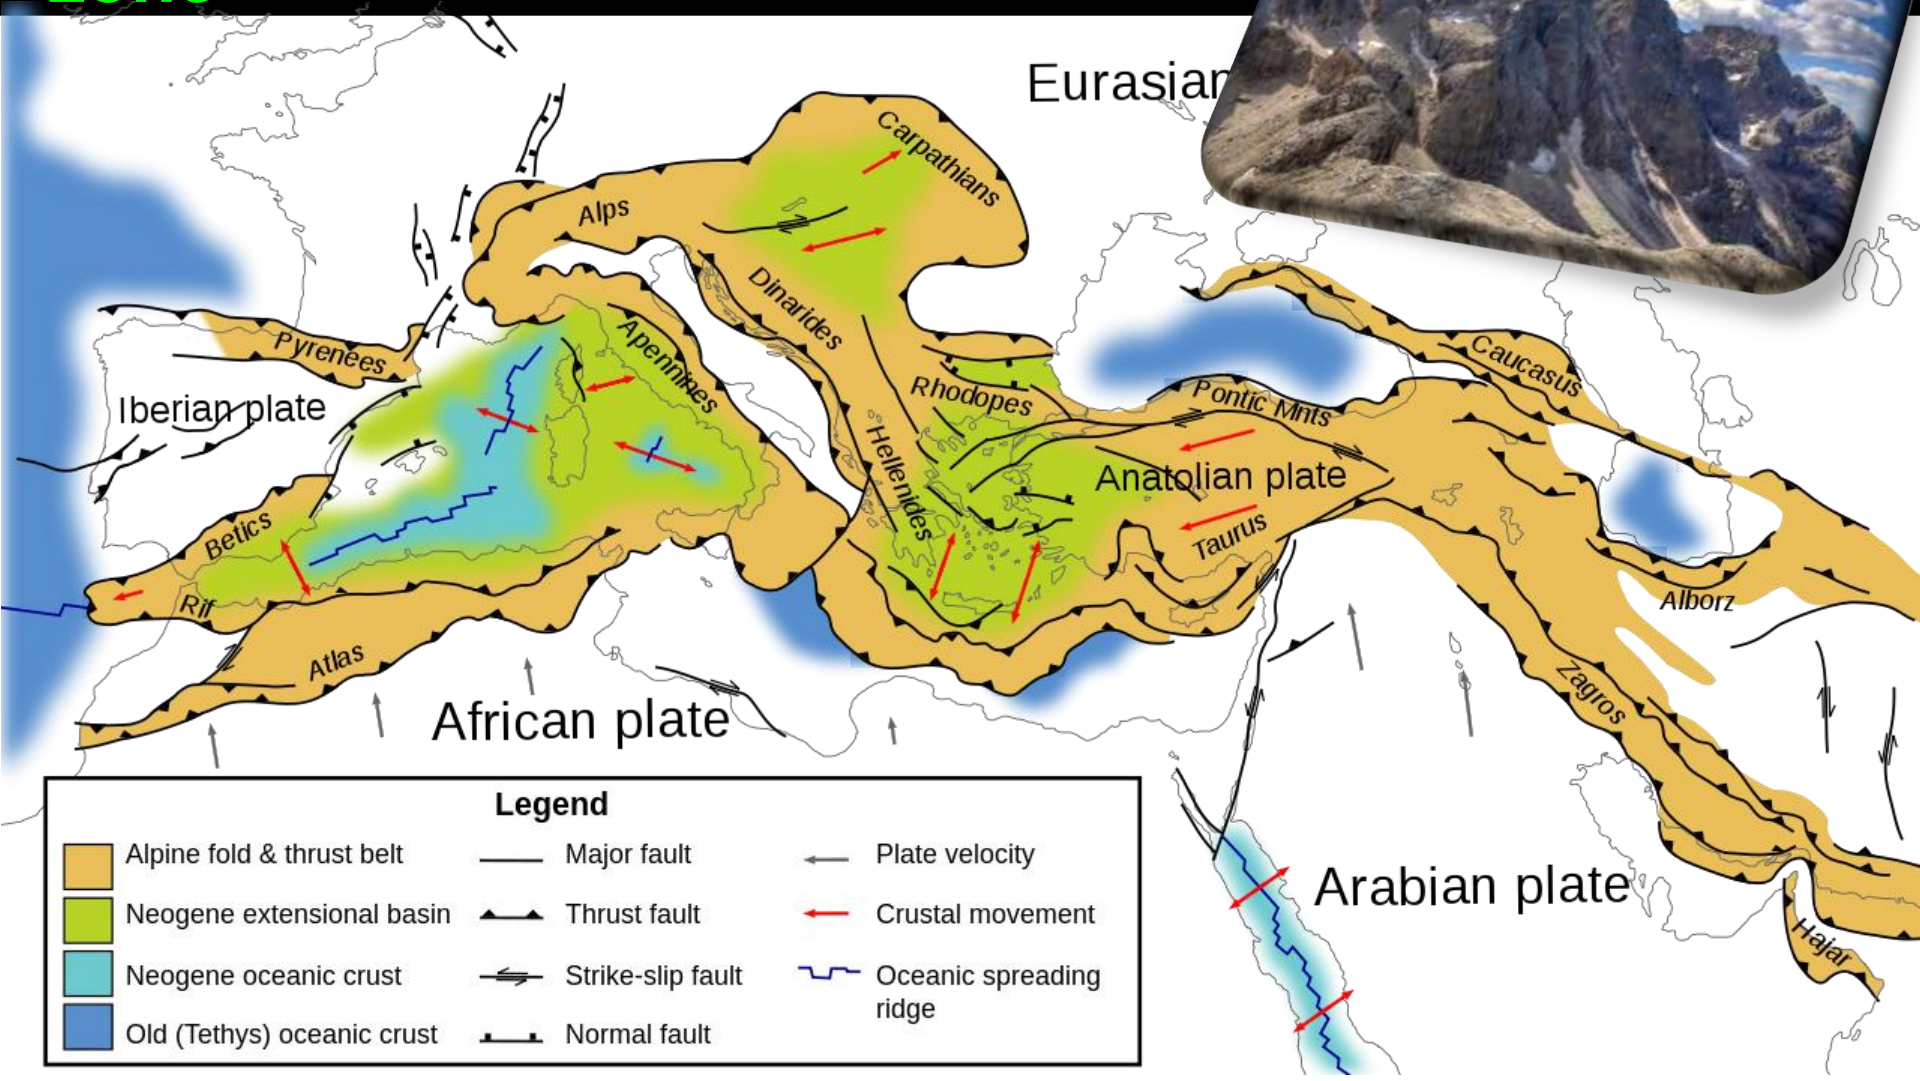 Eurasian
Carpathians
Alps
Dinarides
Apennines
Pyrenees
Iberian plate
Caucasus
Rhodopes
Pontic Mnts
Hellenides
Anatolian plate
Betics
Taurus
Rif
Alborz
Atlas
Zagros
African plate
Arabian plate
Hajar
Legend
Alpine fold & thrust belt
Neogene extensional basin
Neogene oceanic crust
Old (Tethys) oceanic crust
Major fault
Thrust fault
Strike-slip fault
Normal fault
Plate velocity
Crustal movement
Oceanic spreading
ridge